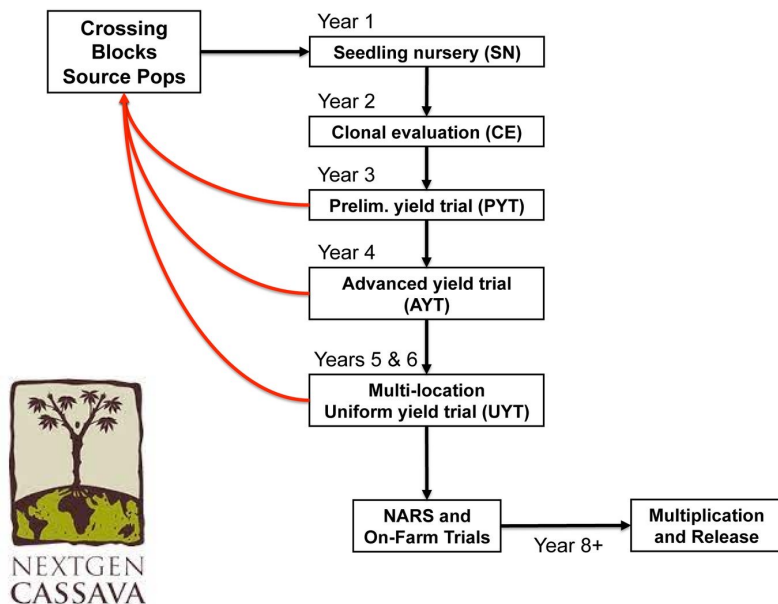 Crossing
Blocks
Source Pops
Year 1
Seedling nursery (SN)
Year 2
Clonal evaluation (CE)
Year 3
Prelim. yield trial (PYT)
Year 4
Advanced yield trial
(AYT)
Years 5 & 6
Multi-location
Uniform yield trial (UYT)
NARS and
On-Farm Trials
Year 8+
Multiplication
and Release
NEXTGEN
CASSAVA